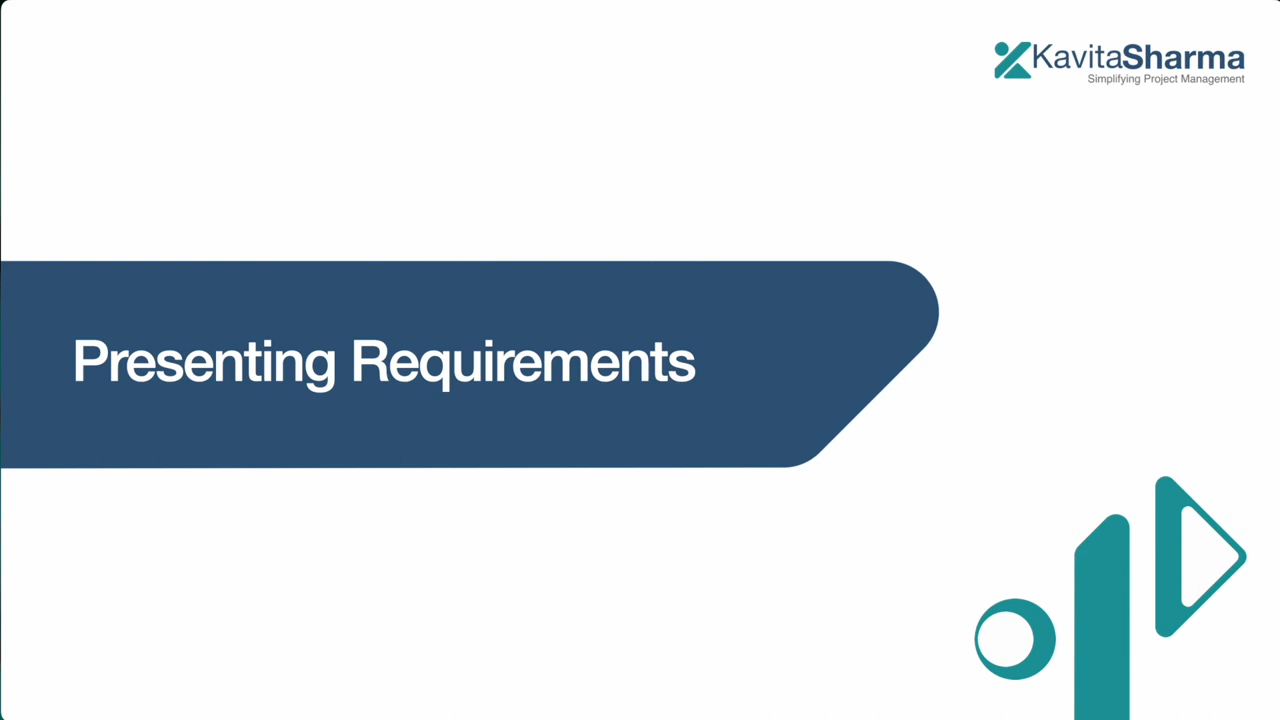 KavitaSharma
Simplifying Project Management
Presenting Requirements